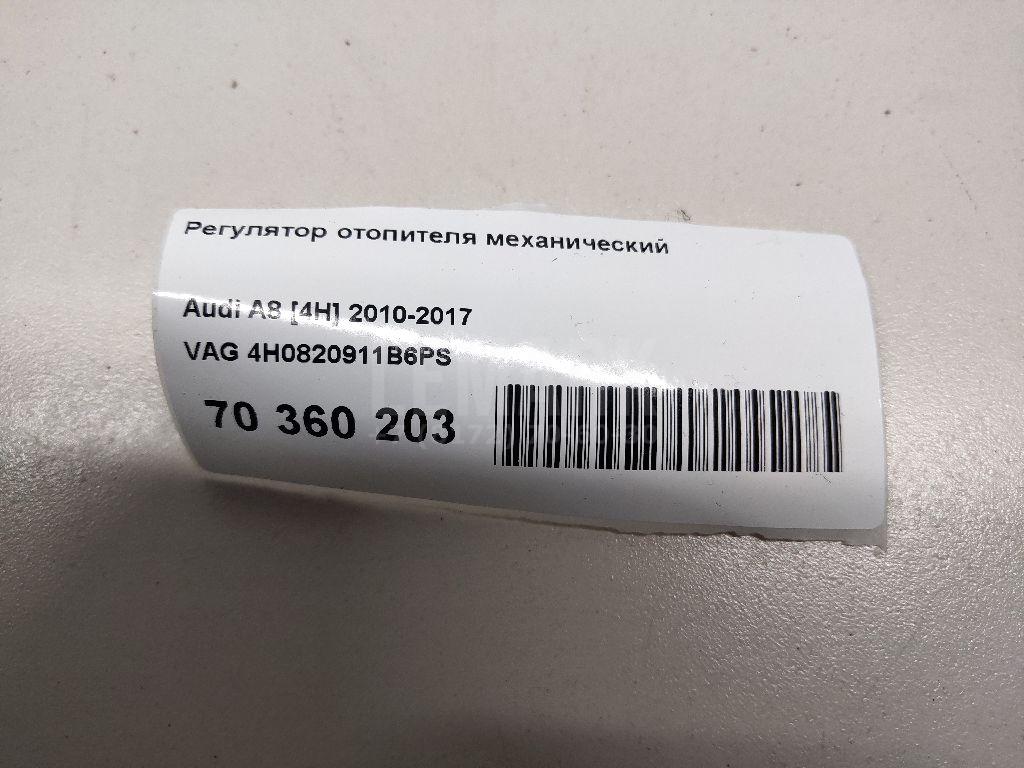 Регулятор отопителя механический
Audi A8 [4H] 2010-2017
VAG 4H0820911B6PS
70 360 203